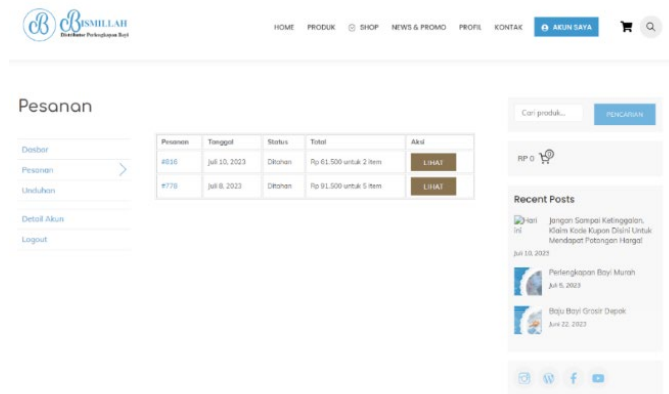 BISMILLAH
Distributor Perlengkapan Bayi
HOME PRODUK SHOP NEWS & PROMO PROFIL KONTAK AKUN SAYA
Pesanan
Dasbor
Pesanan
Unduhan
Detail Akun
Logout
Pesanan Tanggal Status Total Aksi
#816 Juli 10, 2023 Ditahan Rp 61.500 untuk 2 item LIHAT
#778 Juli 8, 2023 Ditahan Rp 91.500 untuk 5 item LIHAT
Cari produk... PENCARIAN
RP 0 0
Recent Posts
Hari ini
Jangan Sampai Ketinggalan,
Klaim Kode Kupon Disini Untuk
Mendapat Potongan Harga!
Juli 10, 2023
Perlengkapan Bayi Murah
Juli 5, 2023
Baju Bayi Grosir Depok
Juni 22, 2023